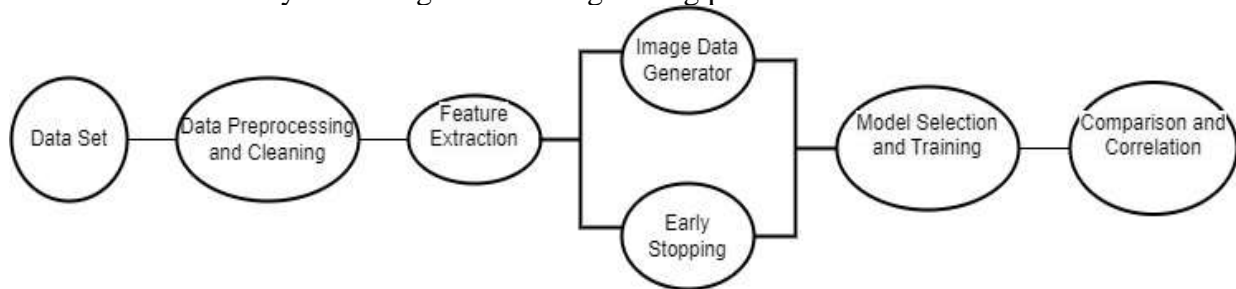 Data Set
Data Preprocessing
and Cleaning
Feature
Extraction
Image Data
Generator
Early
Stopping
Model Selection
and Training
Comparison and
Correlation